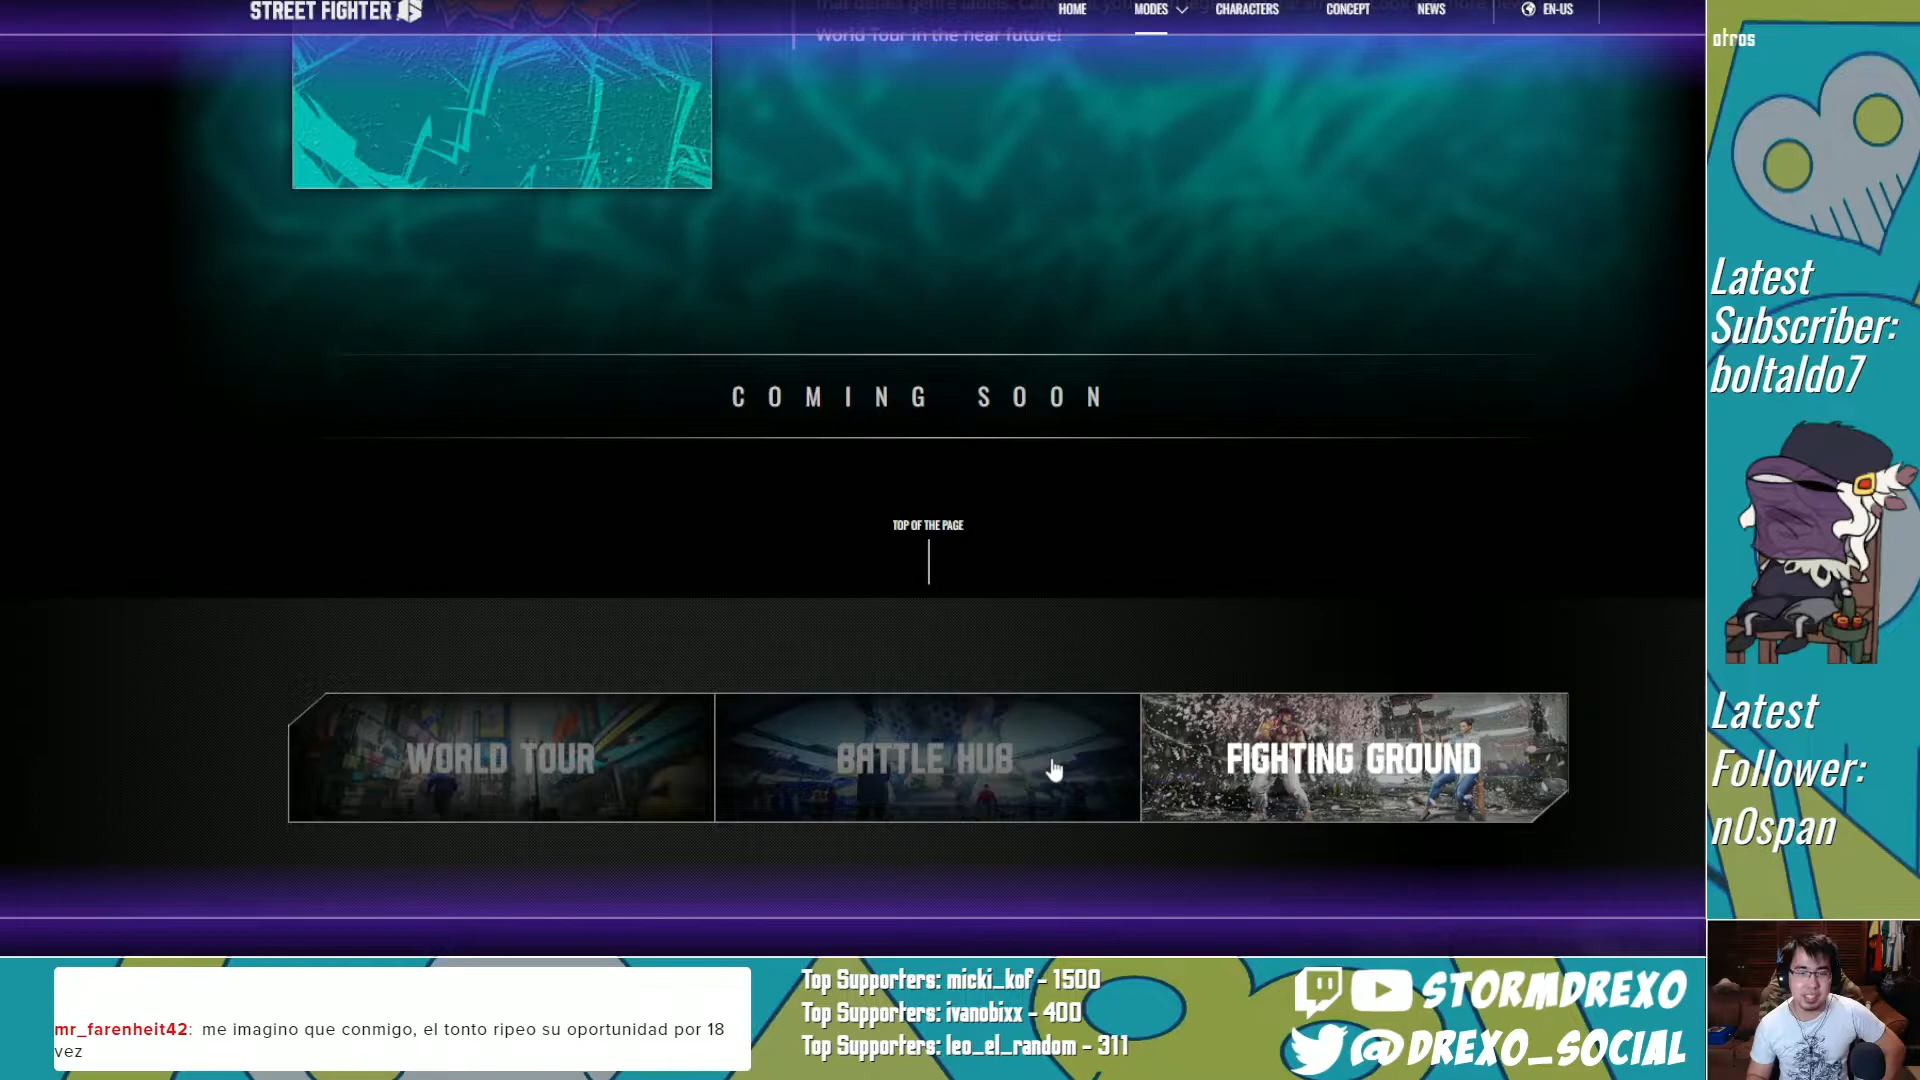 STREET FIGHTER 6
HOME MODES CHARACTERS CONCEPT NEWS EN-US
World Tour in the near future!
COMING SOON
TOP OF THE PAGE
WORLD TOUR
BATTLE HUB
FIGHTING GROUND
otros
Latest
Subscriber:
boltaldo7
Latest
Follower:
n0span
mr_farenheit42: me imagino que conmigo, el tonto ripeo su oportunidad por 18
vez
Top Supporters: micki_kof - 1500
Top Supporters: ivanobixx - 400
Top Supporters: leo_el_random - 311
STORMDREXO
@DREXO_SOCIAL